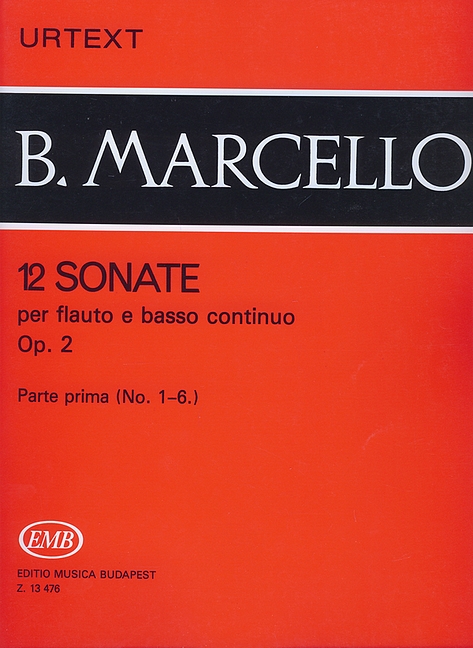 URTEXT
B. MARCELLO
12 SONATE
per flauto e basso continuo
Op. 2
Parte prima (No. 1–6.)
EMB
EDITIO MUSICA BUDAPEST
Z. 13 476